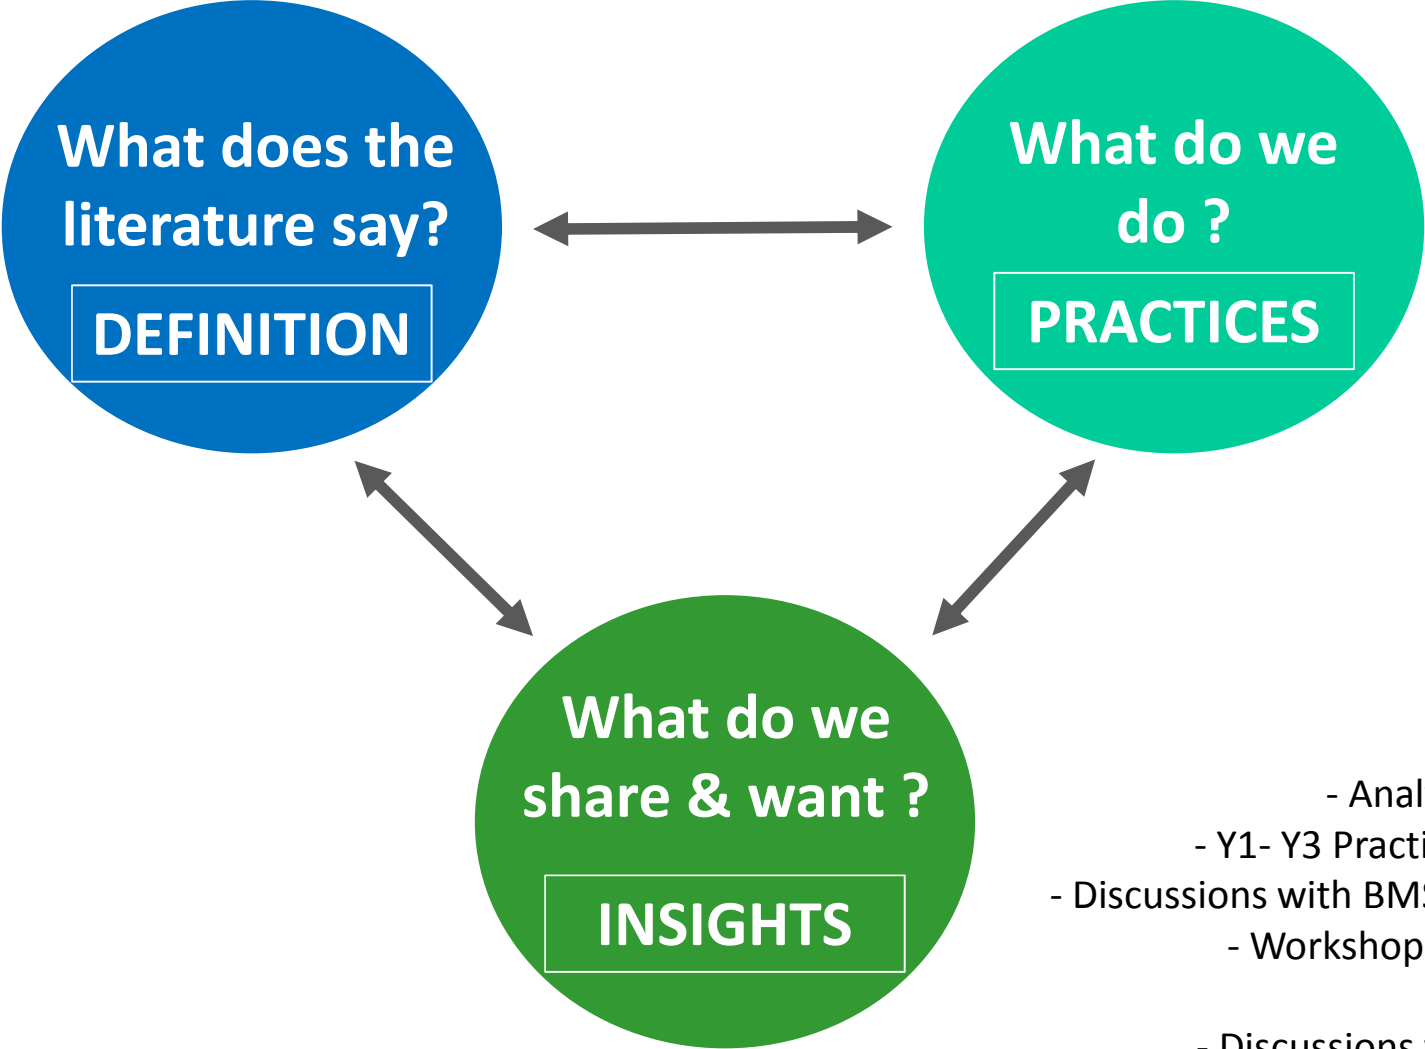 What does the
literature say?
DEFINITION
What do we
do ?
PRACTICES
What do we
share & want ?
INSIGHTS
-
- Y1- Y3
- Discussions with
- Workshop
- Discussions